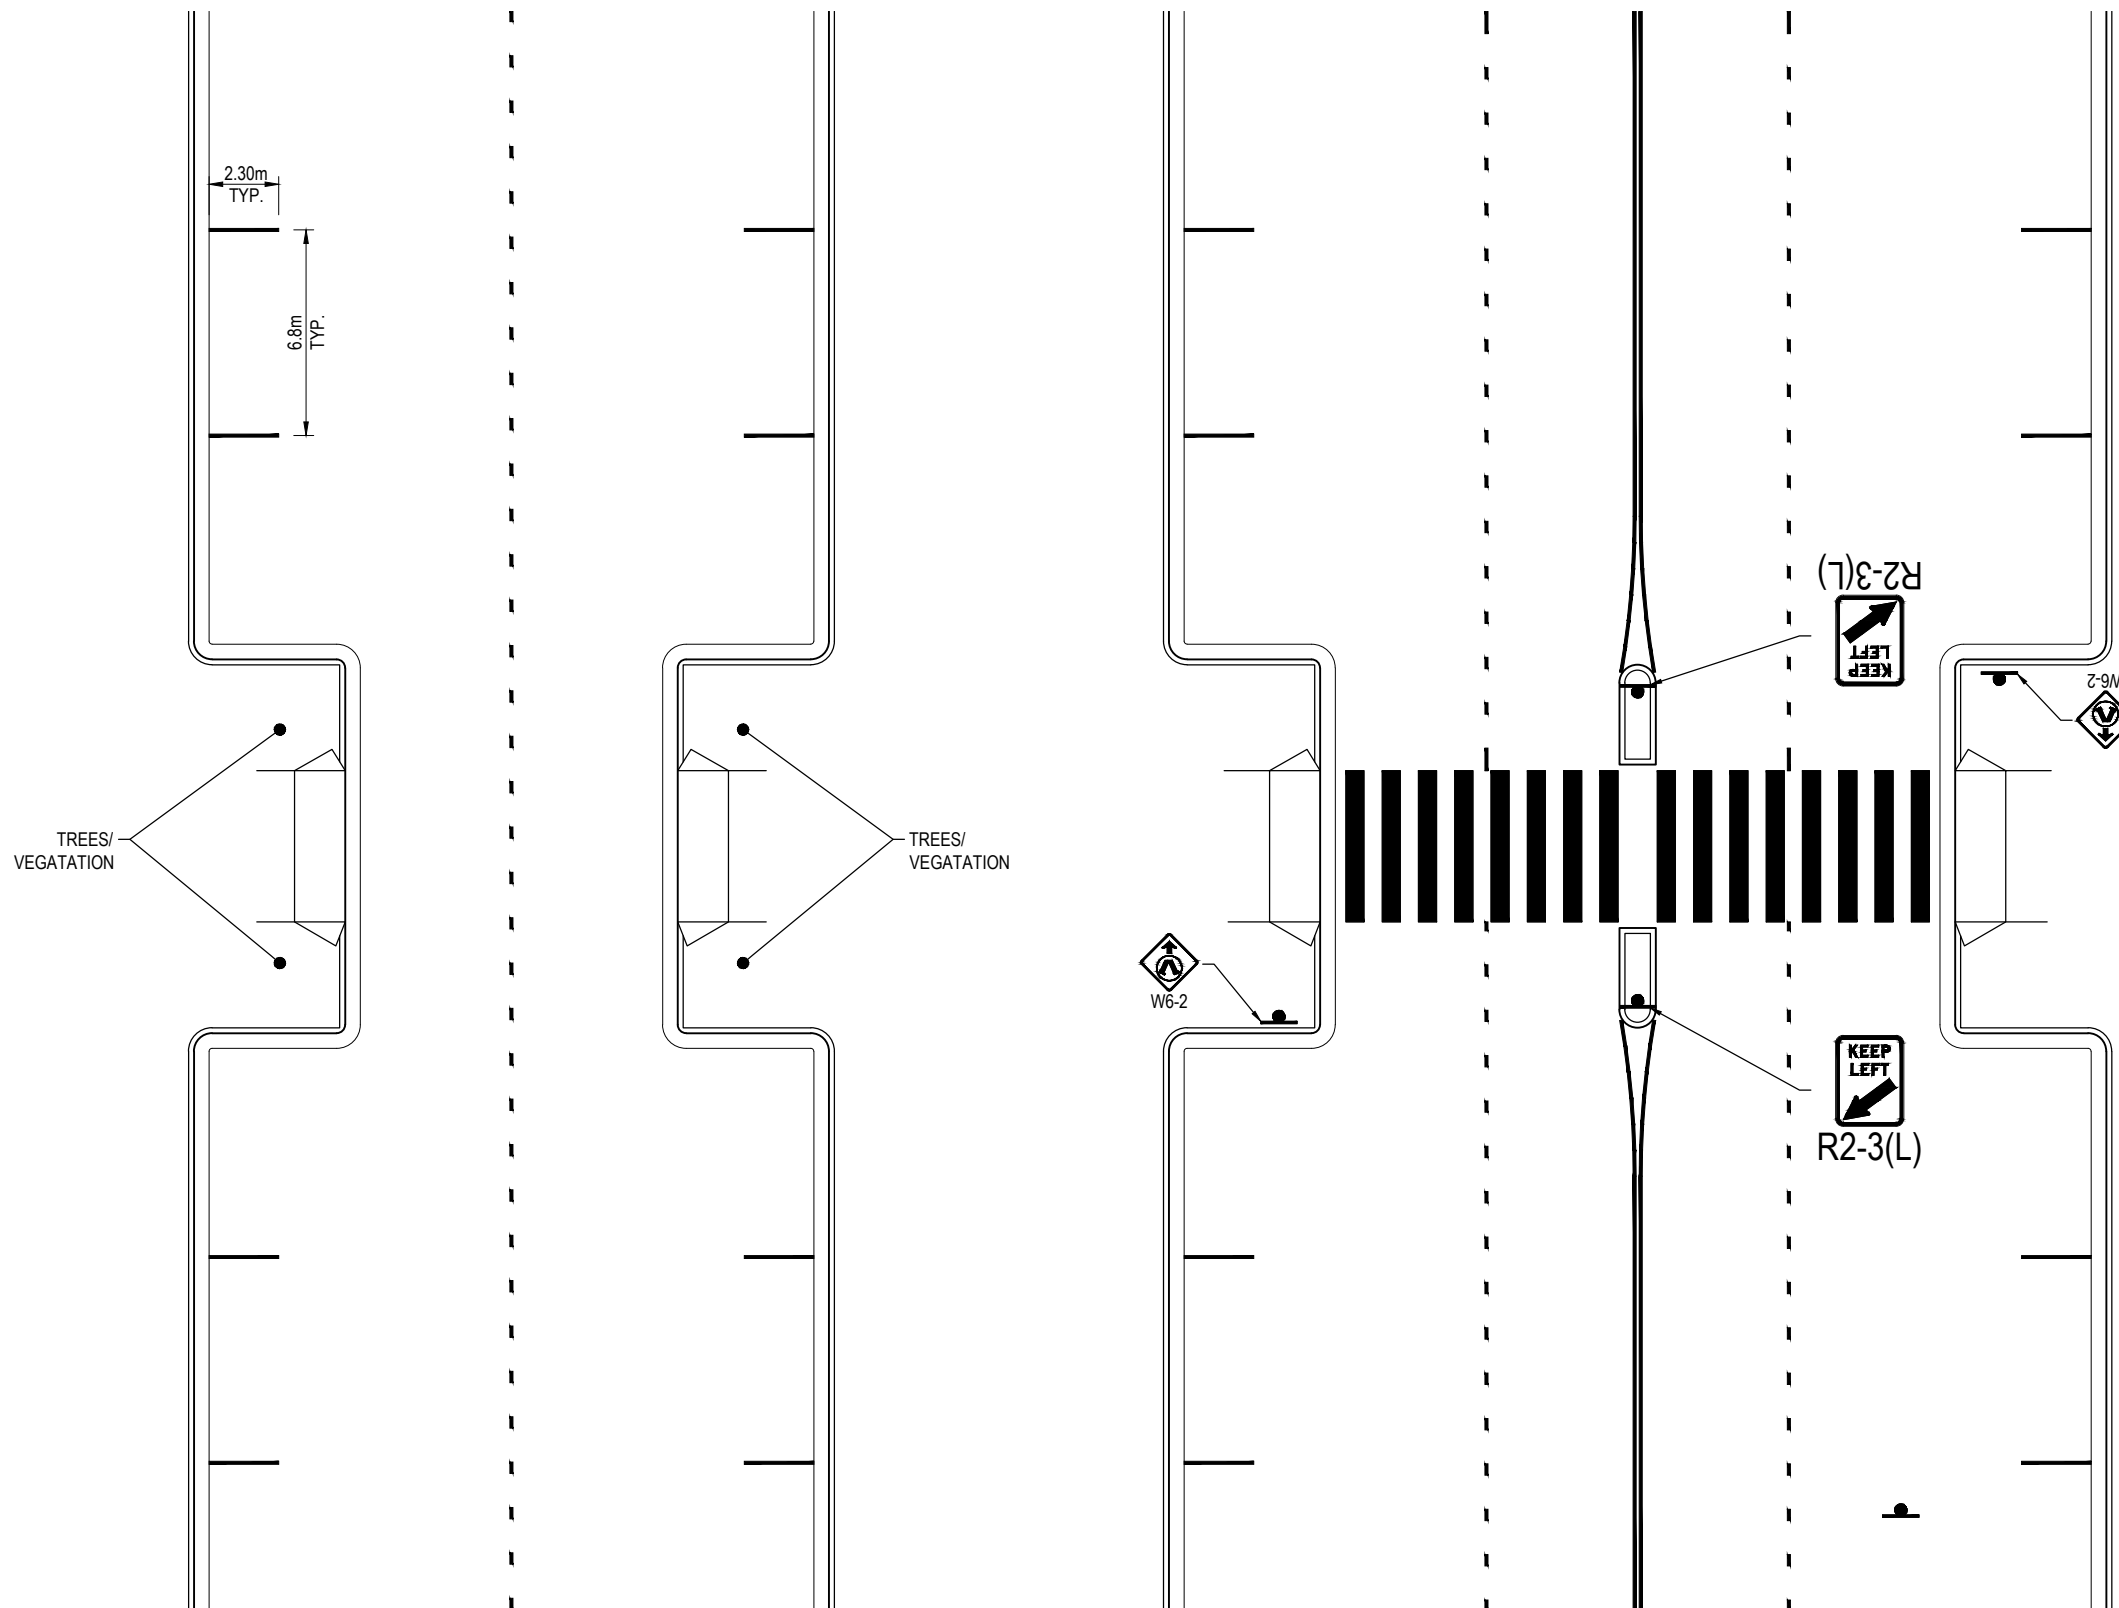 2.30m
TYP.
6.8m
TYP.
R2-3(L)
KEEP
LEFT
W6-2
TREES/
VEGATATION
TREES/
VEGATATION
W6-2
KEEP
LEFT
R2-3(L)